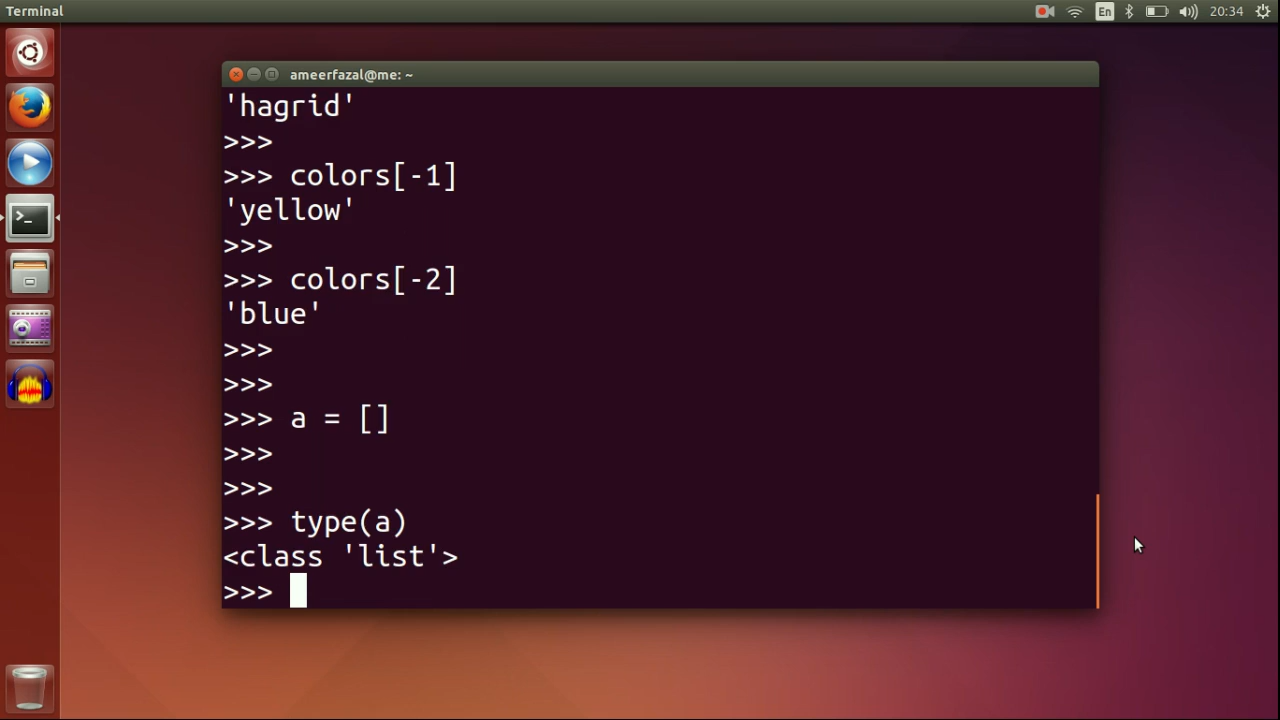 Terminal
En
20:34
ameerfazal@me: ~
'hagrid'
>>>
>>> colors[-1]
'yellow'
>>>
>>> colors[-2]
'blue'
>>>
>>>
>>> a = []
>>>
>>>
>>> type(a)
<class 'list'>
>>>